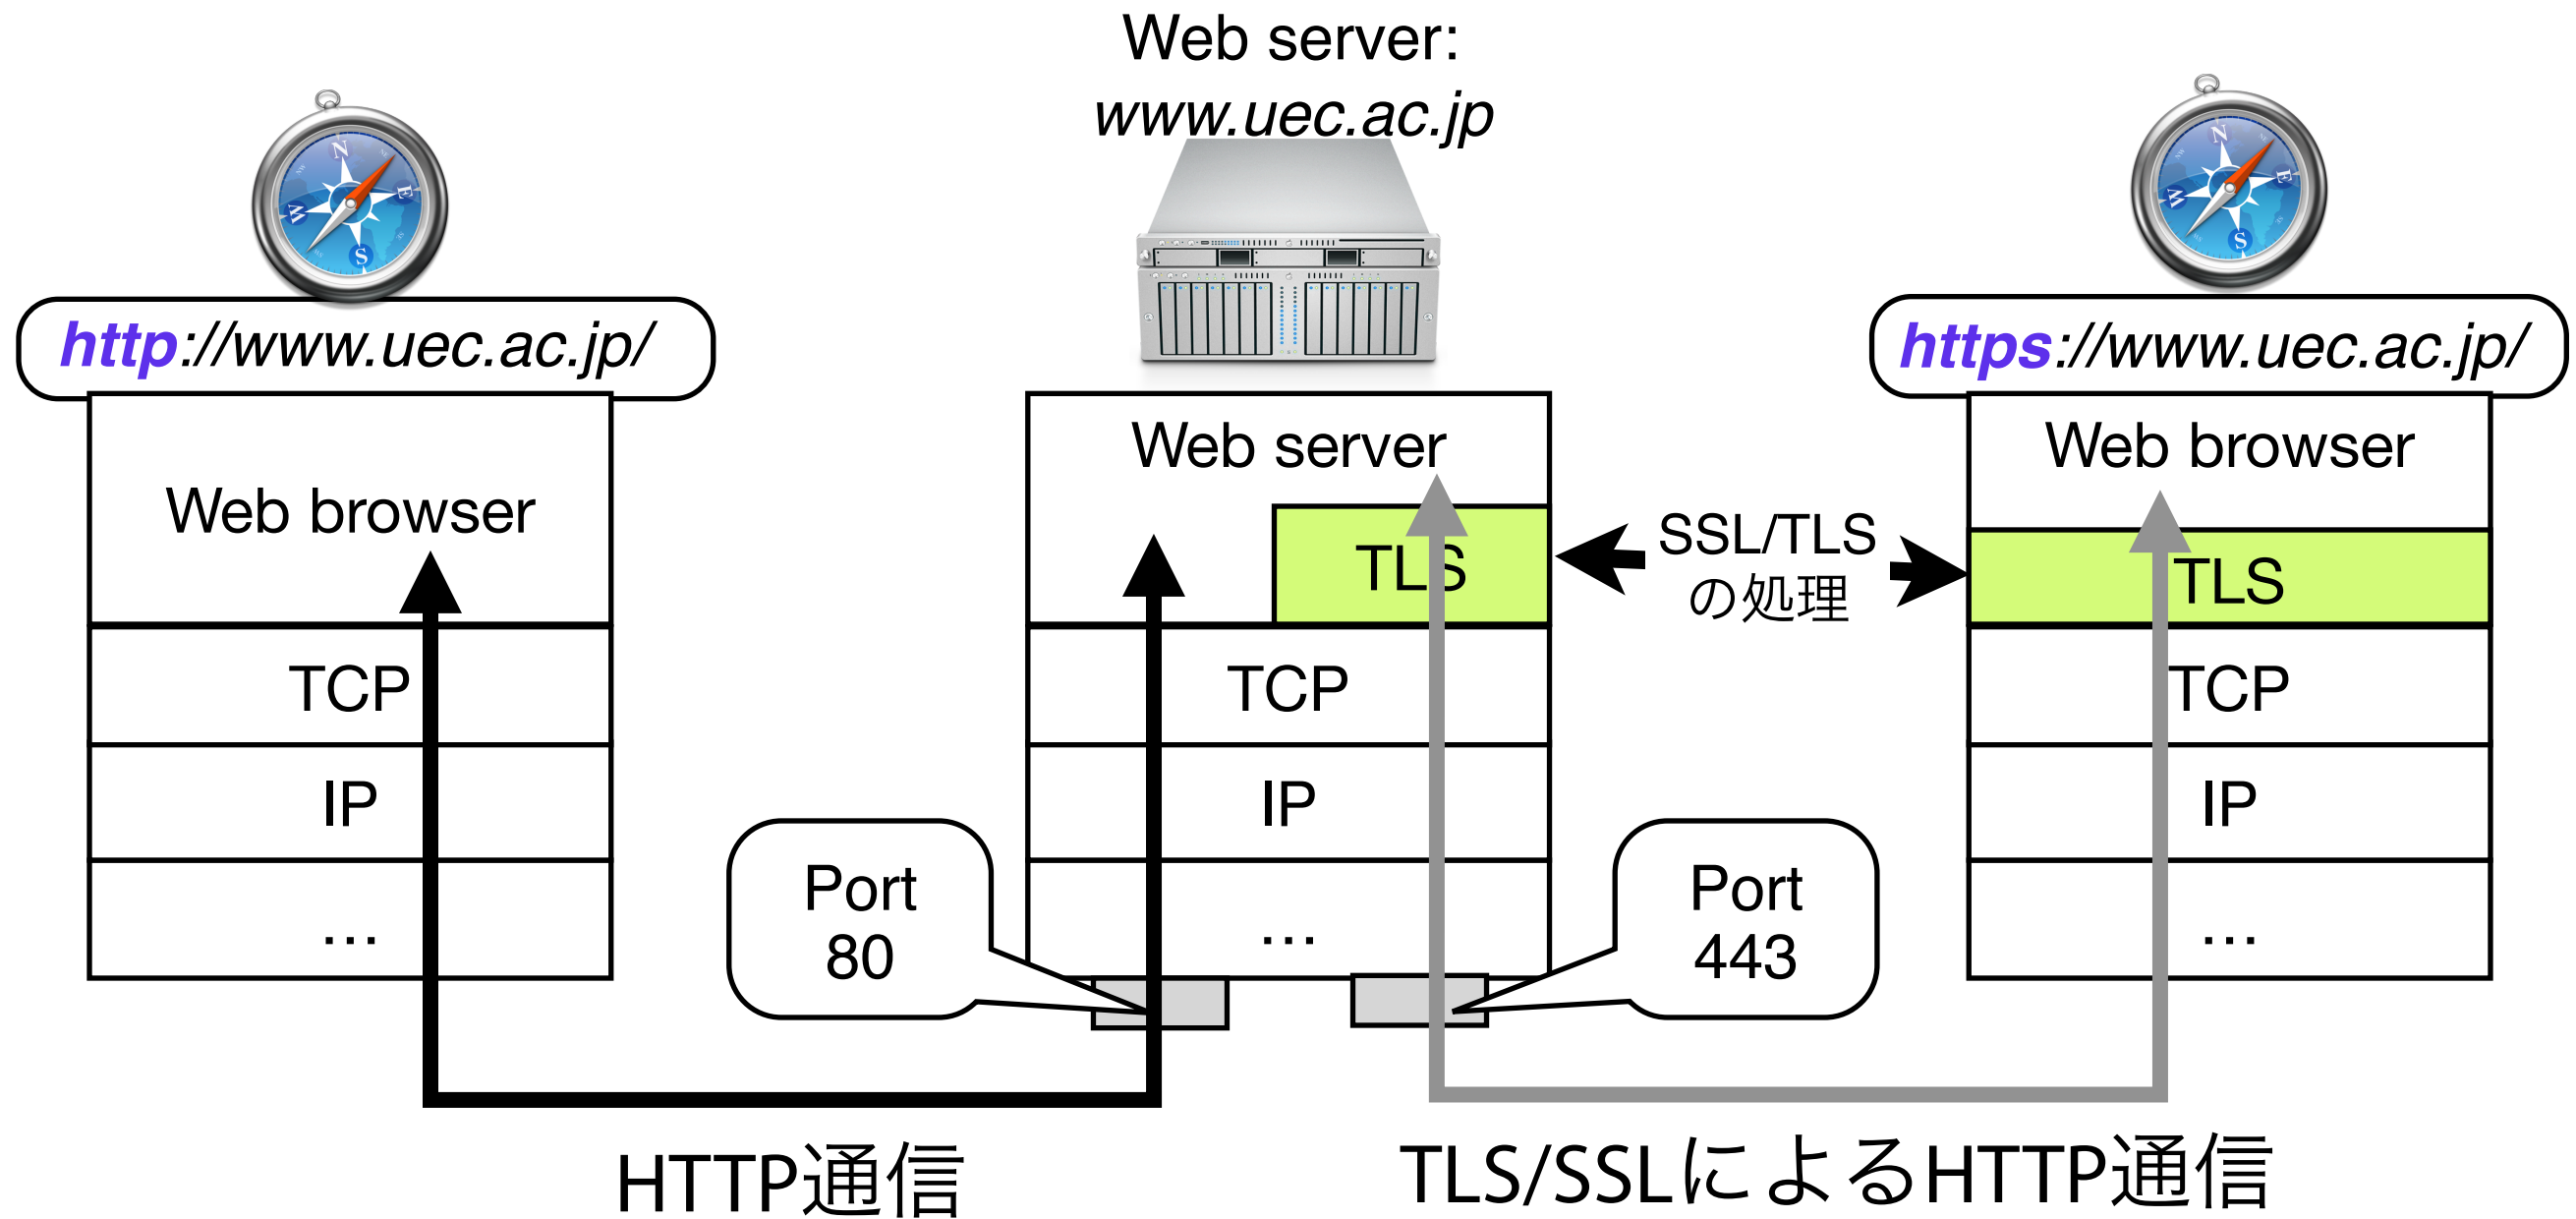 Web server:
www.uec.ac.jp
http://www.uec.ac.jp/
Web browser
TCP
IP
...
Web server
TLS
TCP
IP
...
Port
80
Port
443
SSL/TLS
の処理
https://www.uec.ac.jp/
Web browser
TLS
TCP
IP
...
HTTP通信
TLS/SSLによるHTTP通信
N
E
S
W
N
E
S
W